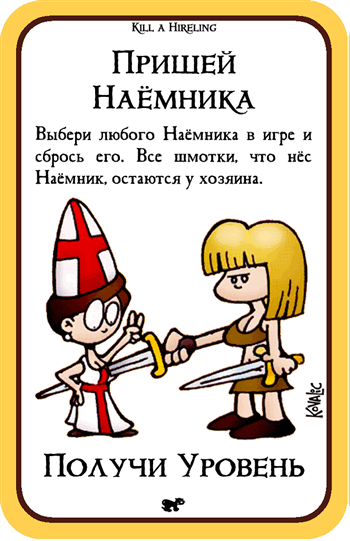 Kill a Hireling
Пришей
Наёмника
Выбери любого Наёмника в игре и
сбрось его. Все шмотки, что нёс
Наёмник, остаются у хозяина.
Kovalic
Получи Уровень